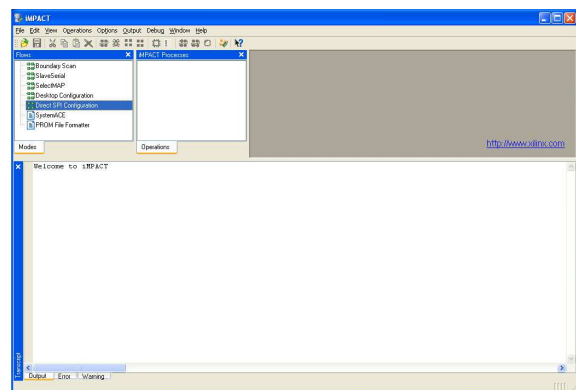 iMPACT
File Edit View Operations Options Output Debug Window Help
Flows
iMPACT Processes
Boundary Scan
SlaveSerial
SelectMAP
Desktop Configuration
Direct SPI Configuration
SystemACE
PROM File Formatter
Modes
Operations
http://www.xilinx.com
Welcome to iMPACT
Transcript
Output Error Warning